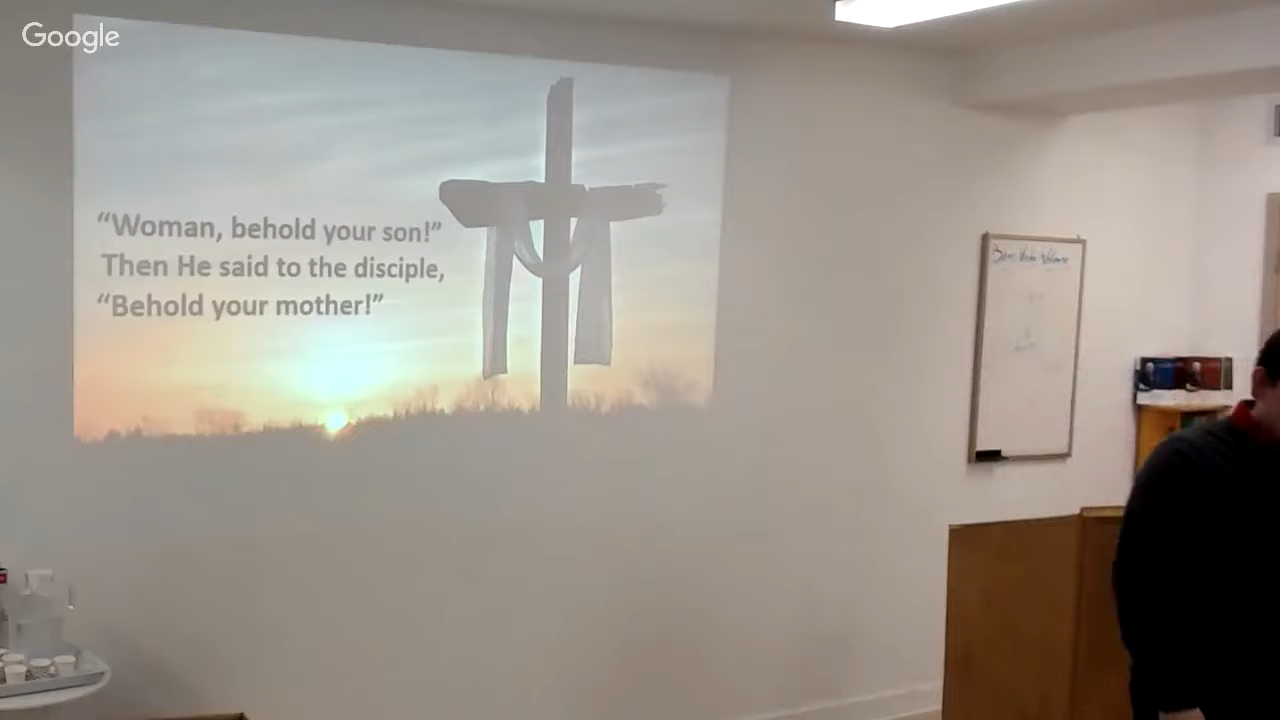 Google
“Woman, behold your son!”
Then He said to the disciple,
“Behold your mother!”